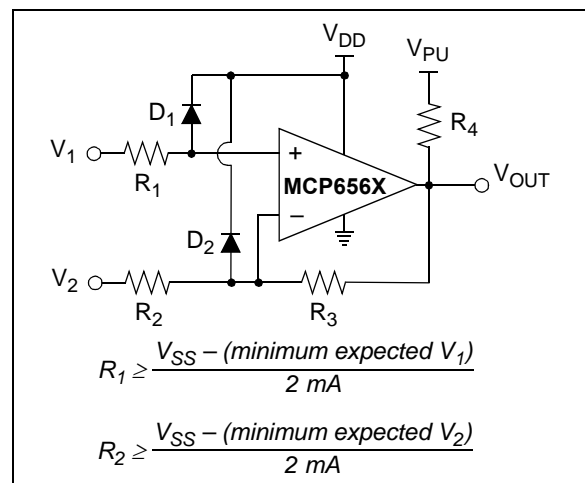 V_DD
V_PU
D_1
R_4
V_1
+
V_OUT
R_1
MCP656X
–
D_2
V_2
R_2
R_3
R_1 ≥ V_SS – (minimum expected V_1) / 2 mA
R_2 ≥ V_SS – (minimum expected V_2) / 2 mA